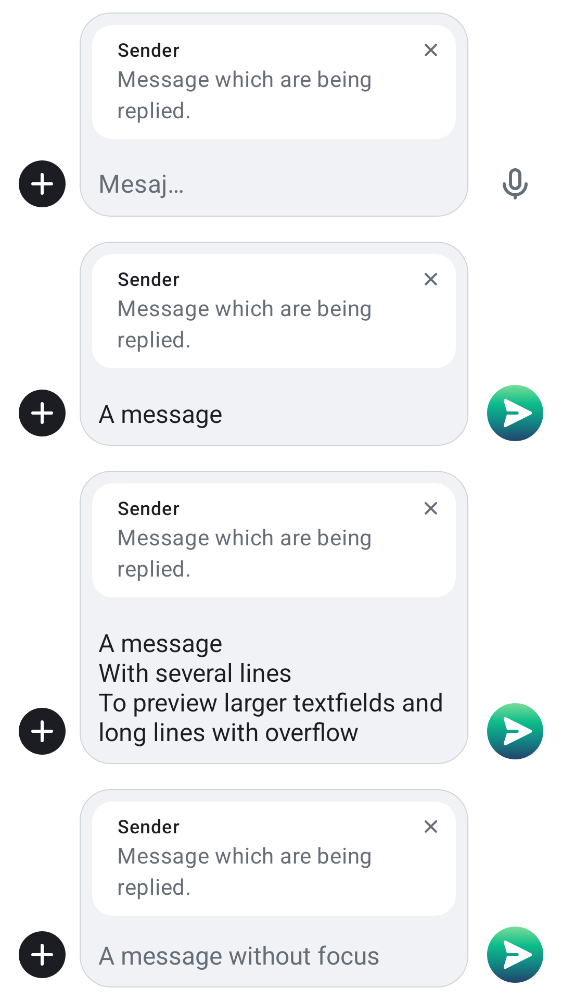 Sender
Message which are being
replied.
Mesaj…
Sender
Message which are being
replied.
A message
Sender
Message which are being
replied.
A message
With several lines
To preview larger textfields and
long lines with overflow
Sender
Message which are being
replied.
A message without focus